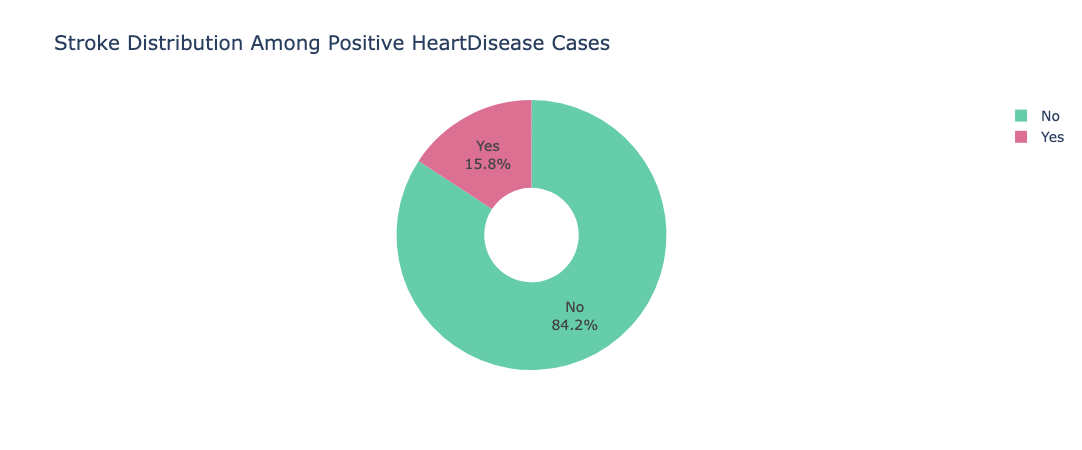 Stroke Distribution Among Positive HeartDisease Cases
No
Yes
Yes
15.8%
No
84.2%